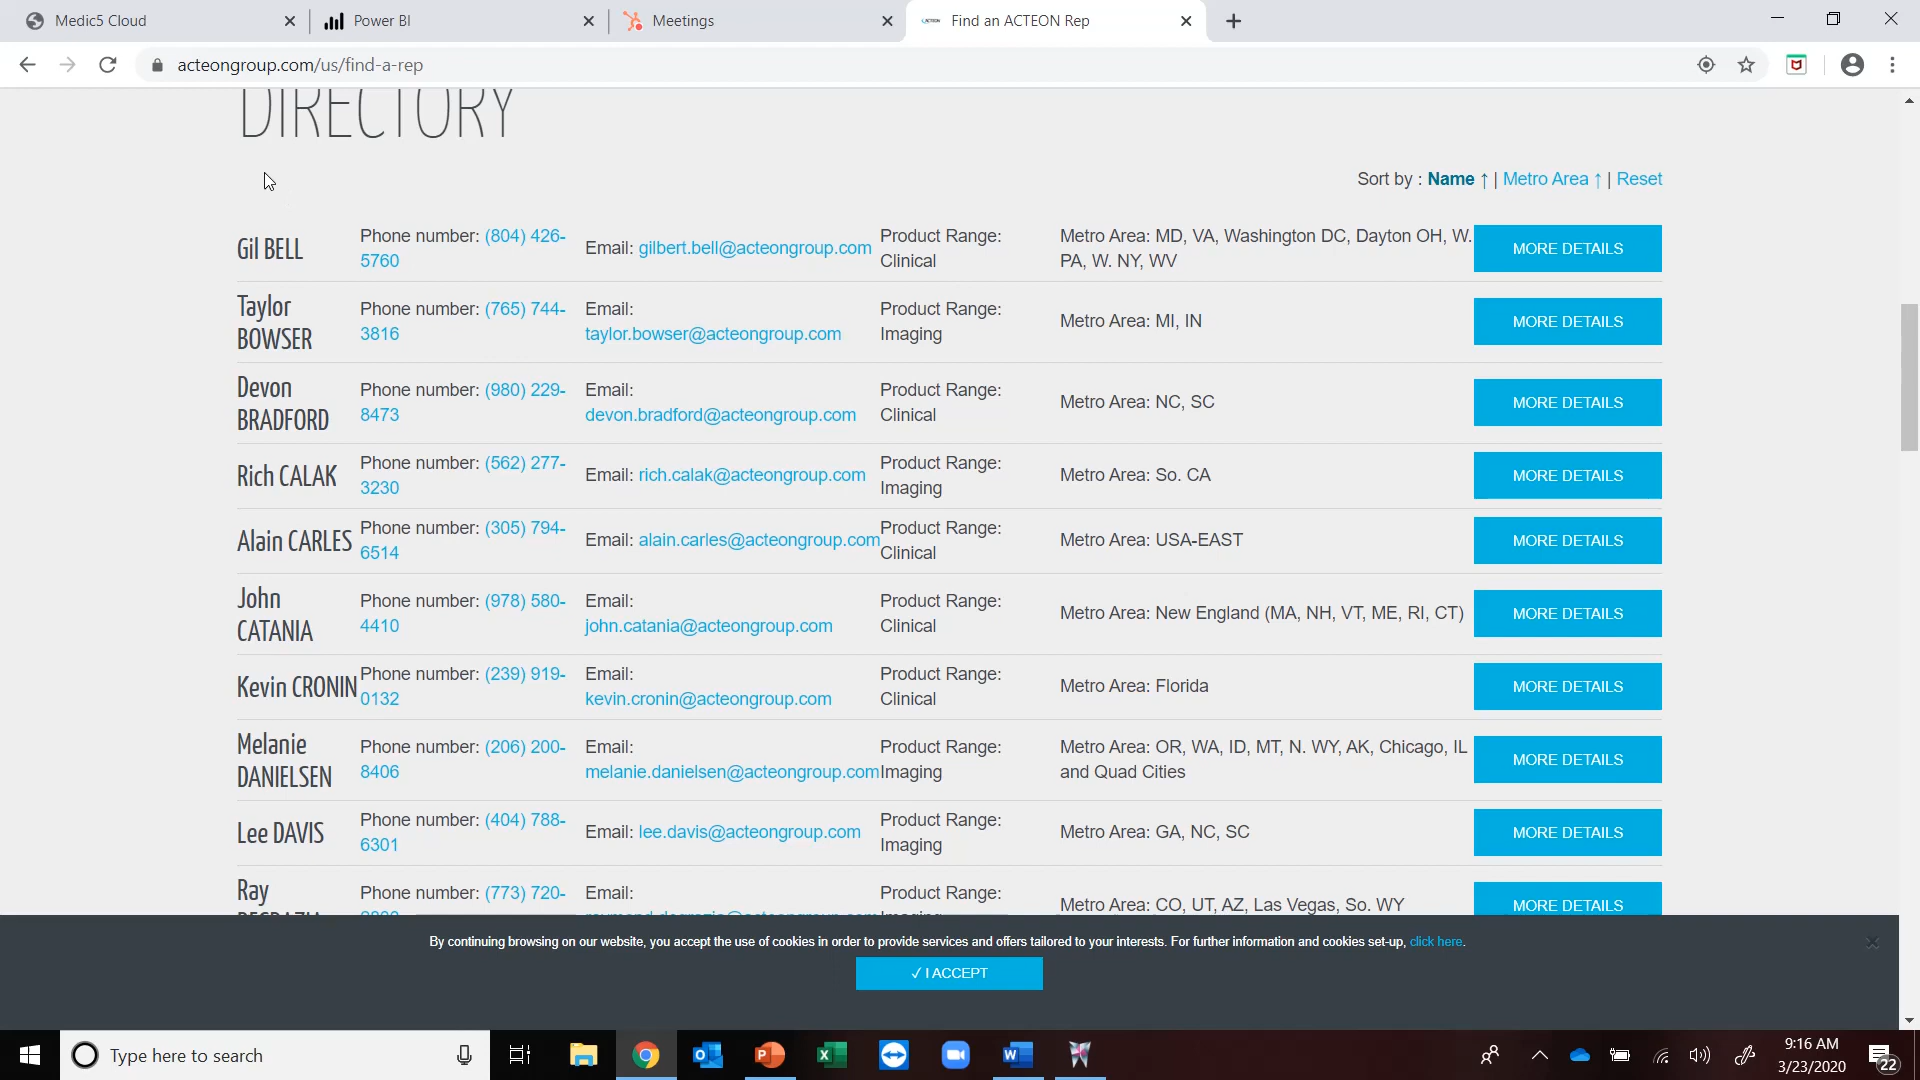 Medic5 Cloud
Power BI
Meetings
ACTEON
Find an ACTEON Rep
acteongroup.com/us/find-a-rep
DIRECTORY
Sort by : Name ↑ | Metro Area ↑ | Reset
Gil BELL
Phone number: (804) 426-
5760
Email: gilbert.bell@acteongroup.com
Product Range:
Clinical
Metro Area: MD, VA, Washington DC, Dayton OH, W.
PA, W. NY, WV
MORE DETAILS
Taylor
BOWSER
Phone number: (765) 744-
3816
Email:
taylor.bowser@acteongroup.com
Product Range:
Imaging
Metro Area: MI, IN
MORE DETAILS
Devon
BRADFORD
Phone number: (980) 229-
8473
Email:
devon.bradford@acteongroup.com
Product Range:
Clinical
Metro Area: NC, SC
MORE DETAILS
Rich CALAK
Phone number: (562) 277-
3230
Email: rich.calak@acteongroup.com
Product Range:
Imaging
Metro Area: So. CA
MORE DETAILS
Alain CARLES
Phone number: (305) 794-
6514
Email: alain.carles@acteongroup.com
Product Range:
Clinical
Metro Area: USA-EAST
MORE DETAILS
John
CATANIA
Phone number: (978) 580-
4410
Email:
john.catania@acteongroup.com
Product Range:
Clinical
Metro Area: New England (MA, NH, VT, ME, RI, CT)
MORE DETAILS
Kevin CRONIN
Phone number: (239) 919-
0132
Email:
kevin.cronin@acteongroup.com
Product Range:
Clinical
Metro Area: Florida
MORE DETAILS
Melanie
DANIELSEN
Phone number: (206) 200-
8406
Email:
melanie.danielsen@acteongroup.com
Product Range:
Imaging
Metro Area: OR, WA, ID, MT, N. WY, AK, Chicago, IL
and Quad Cities
MORE DETAILS
Lee DAVIS
Phone number: (404) 788-
6301
Email: lee.davis@acteongroup.com
Product Range:
Imaging
Metro Area: GA, NC, SC
MORE DETAILS
Ray
Phone number: (773) 720-
Email:
Product Range:
Metro Area: CO, UT, AZ, Las Vegas, So. WY
MORE DETAILS
By continuing browsing on our website, you accept the use of cookies in order to provide services and offers tailored to your interests. For further information and cookies set-up, click here.
✓ I ACCEPT
Type here to search
9:16 AM
3/23/2020
22